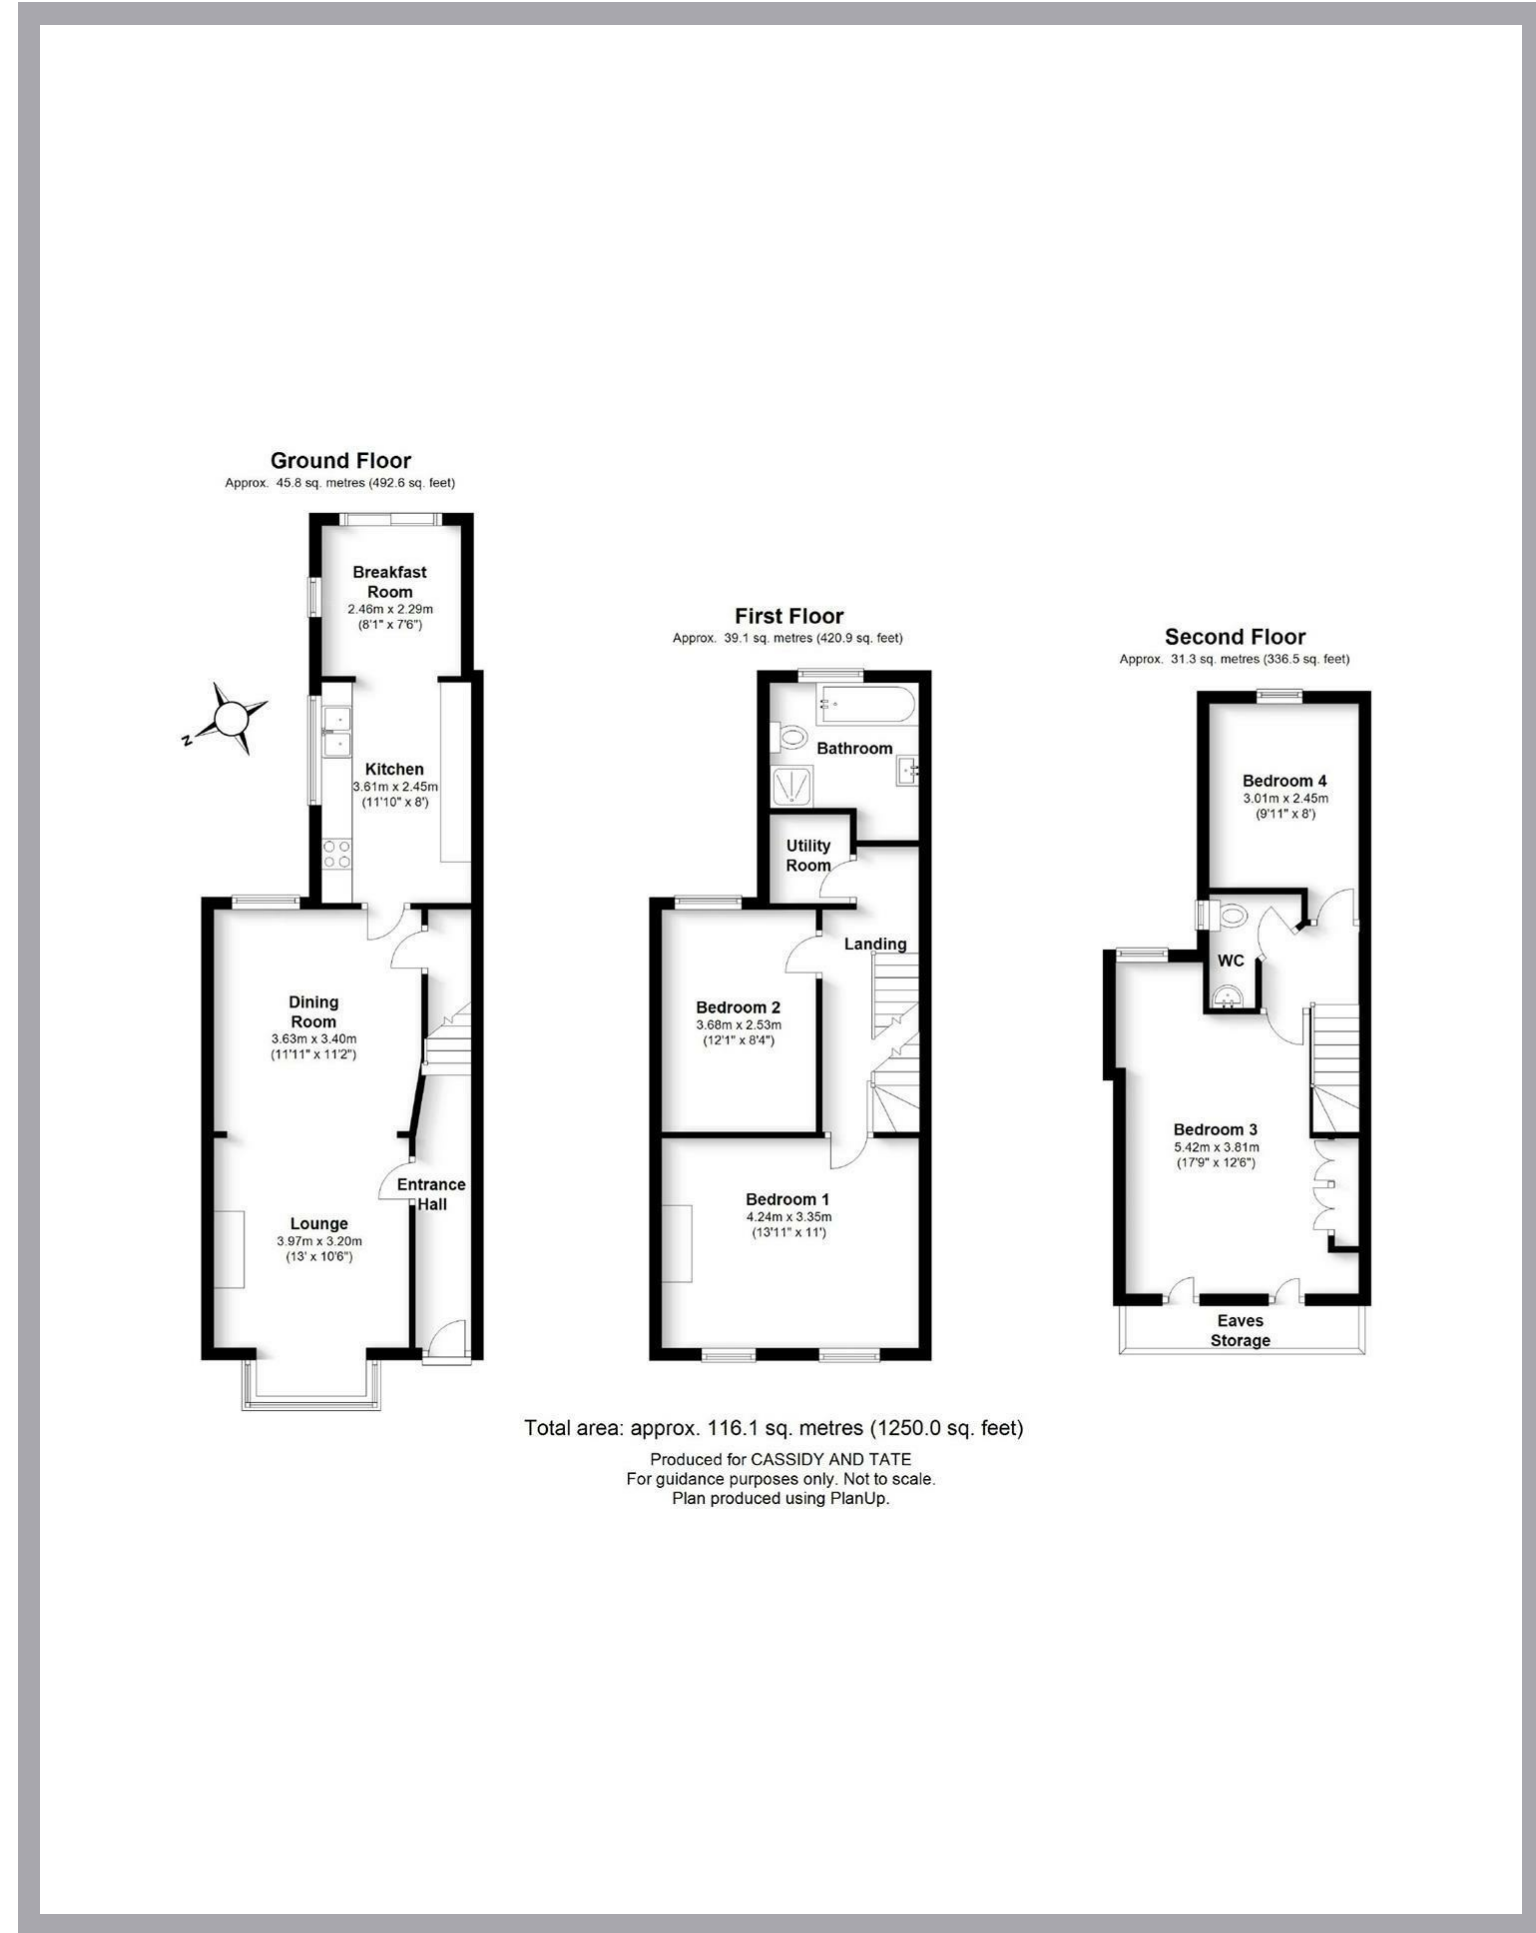 Ground Floor
Approx. 45.8 sq. metres (492.6 sq. feet)
Breakfast
Room
2.46m x 2.29m
(8'1" x 7'6")
N
Kitchen
3.61m x 2.45m
(11'10" x 8')
Dining
Room
3.63m x 3.40m
(11'11" x 11'2")
Entrance
Hall
Lounge
3.97m x 3.20m
(13' x 10'6")
First Floor
Approx. 39.1 sq. metres (420.9 sq. feet)
Bathroom
Utility
Room
Landing
Bedroom 2
3.68m x 2.53m
(12'1" x 8'4")
Bedroom 1
4.24m x 3.35m
(13'11" x 11')
Second Floor
Approx. 31.3 sq. metres (336.5 sq. feet)
Bedroom 4
3.01m x 2.45m
(9'11" x 8')
WC
Bedroom 3
5.42m x 3.81m
(17'9" x 12'6")
Eaves
Storage
Total area: approx. 116.1 sq. metres (1250.0 sq. feet)
Produced for CASSIDY AND TATE
For guidance purposes only. Not to scale.
Plan produced using PlanUp.